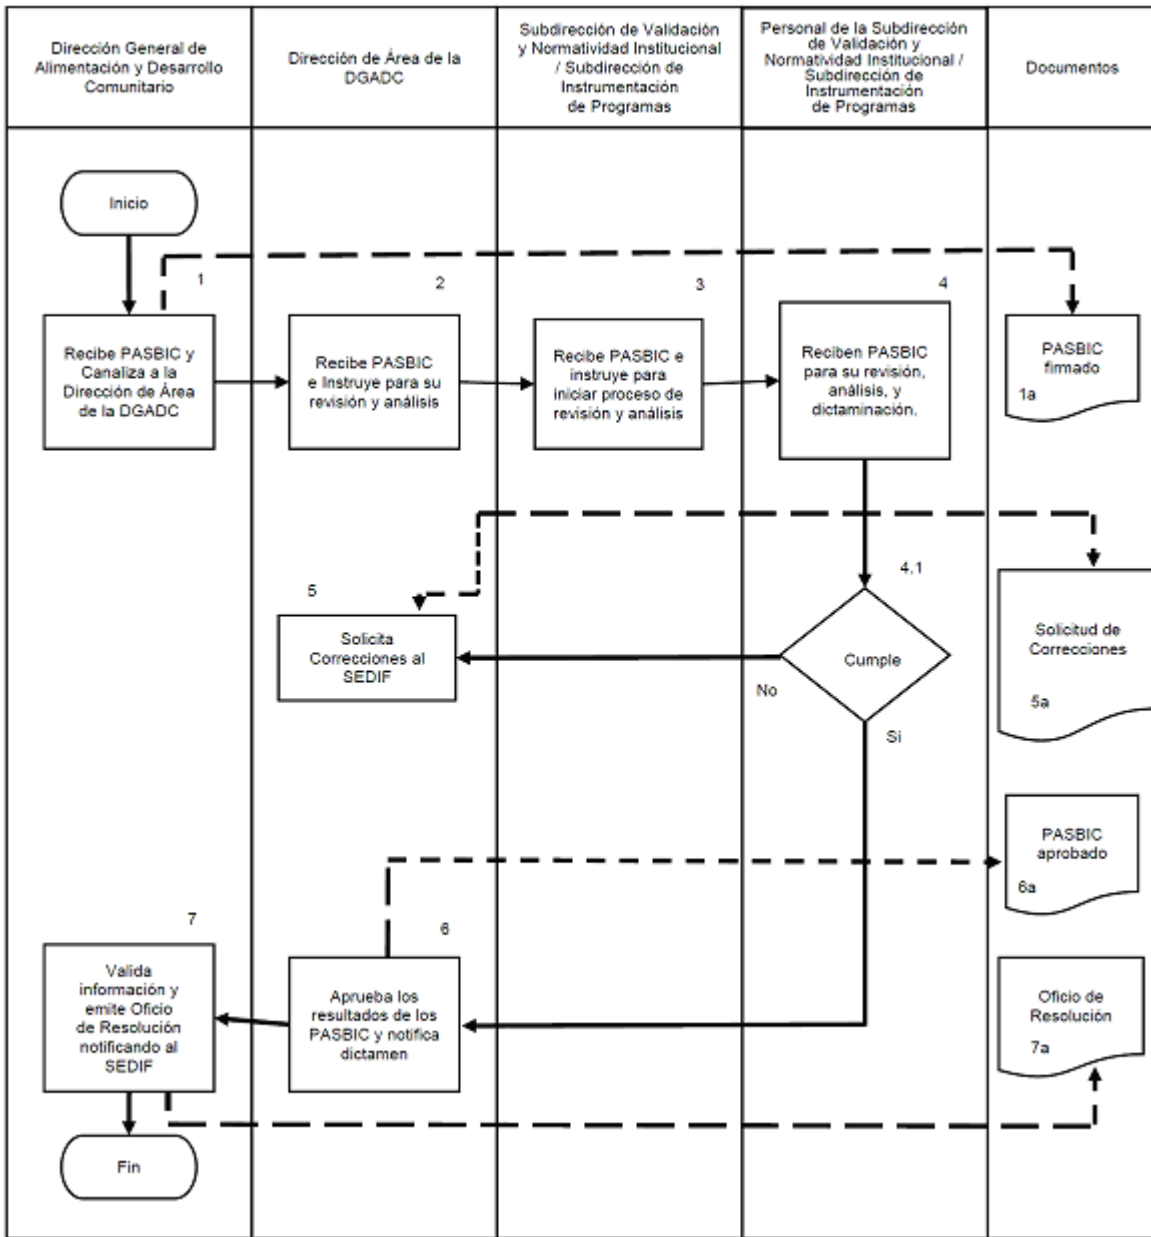 Dirección General de
Alimentación y Desarrollo
Comunitario
Dirección de Área de la
DGADC
Subdirección de Validación
y Normatividad Institucional
/ Subdirección de
Instrumentación
de Programas
Personal de la Subdirección
de Validación y
Normatividad Institucional /
Subdirección de
Instrumentación
de Programas
Documentos
Inicio
1
Recibe PASBIC y
Canaliza a la
Dirección de Área
de la DGADC
2
Recibe PASBIC
e Instruye para su
revisión y análisis
3
Recibe PASBIC e
instruye para
iniciar proceso de
revisión y análisis
4
Reciben PASBIC
para su revisión,
análisis, y
dictaminación.
PASBIC
firmado
1a
4.1
Cumple
No
Si
5
Solicita
Correcciones al
SEDIF
Solicitud de
Correcciones
5a
PASBIC
aprobado
6a
6
Aprueba los
resultados de los
PASBIC y notifica
dictamen
7
Valida
información y
emite Oficio
de Resolución
notificando al
SEDIF
Oficio de
Resolución
7a
Fin